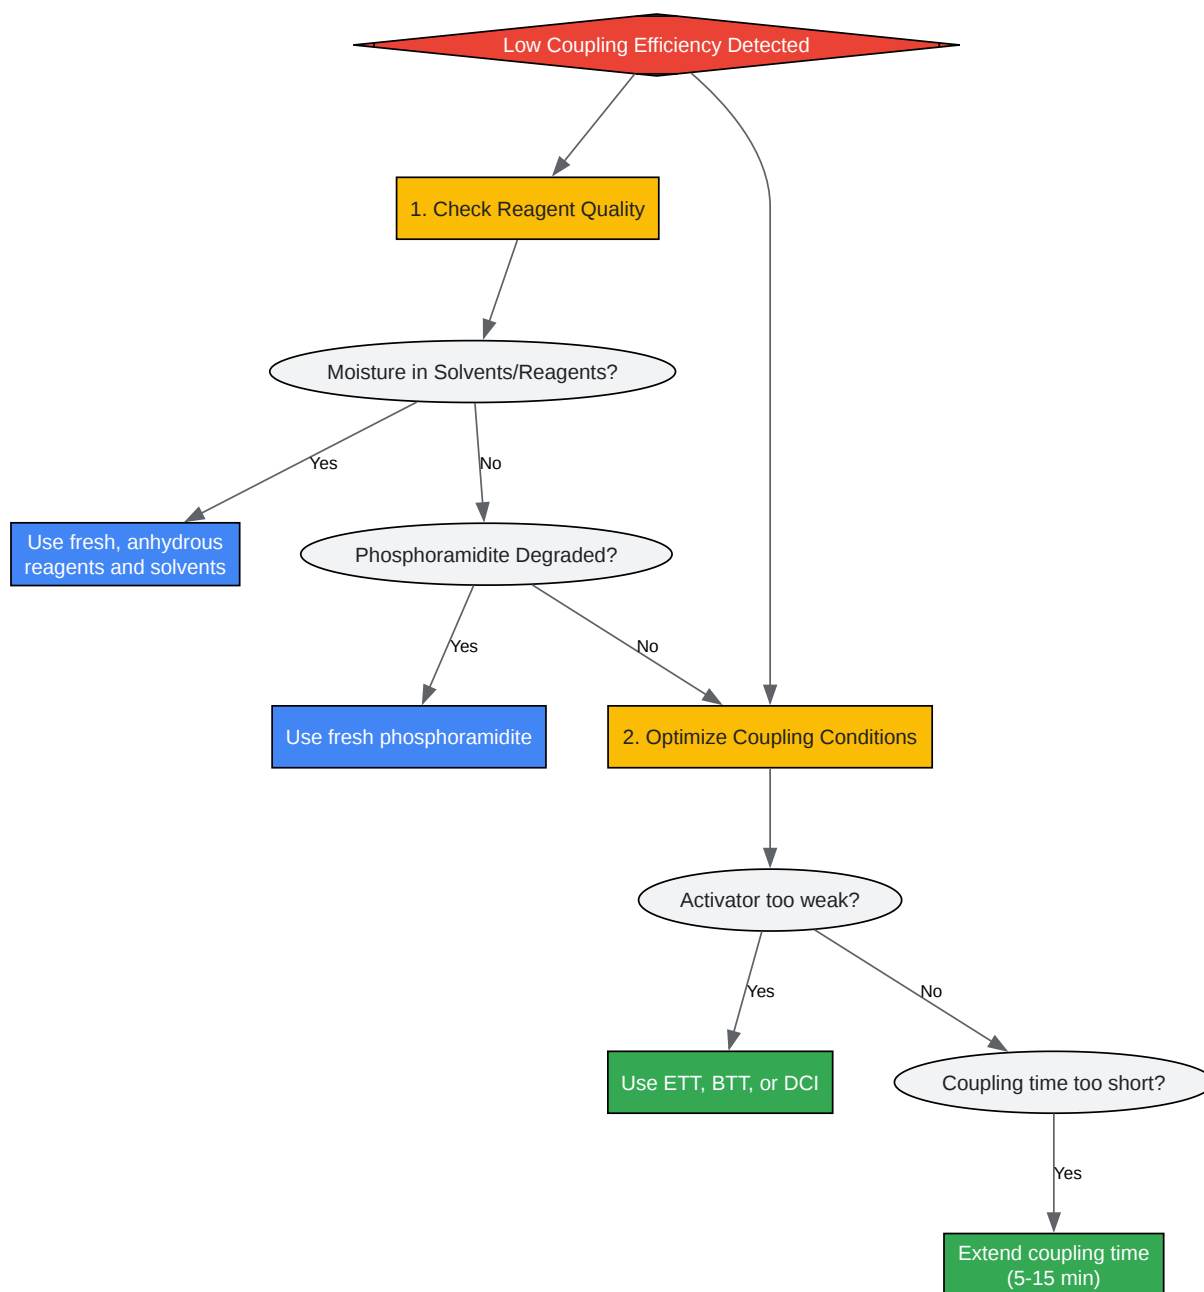 Low Coupling Efficiency Detected
1. Check Reagent Quality
Moisture in Solvents/Reagents?
Yes
No
Use fresh, anhydrous
reagents and solvents
Phosphoramidite Degraded?
Yes
No
Use fresh phosphoramidite
2. Optimize Coupling Conditions
Activator too weak?
Yes
No
Use ETT, BTT, or DCI
Coupling time too short?
Yes
Extend coupling time
(5-15 min)